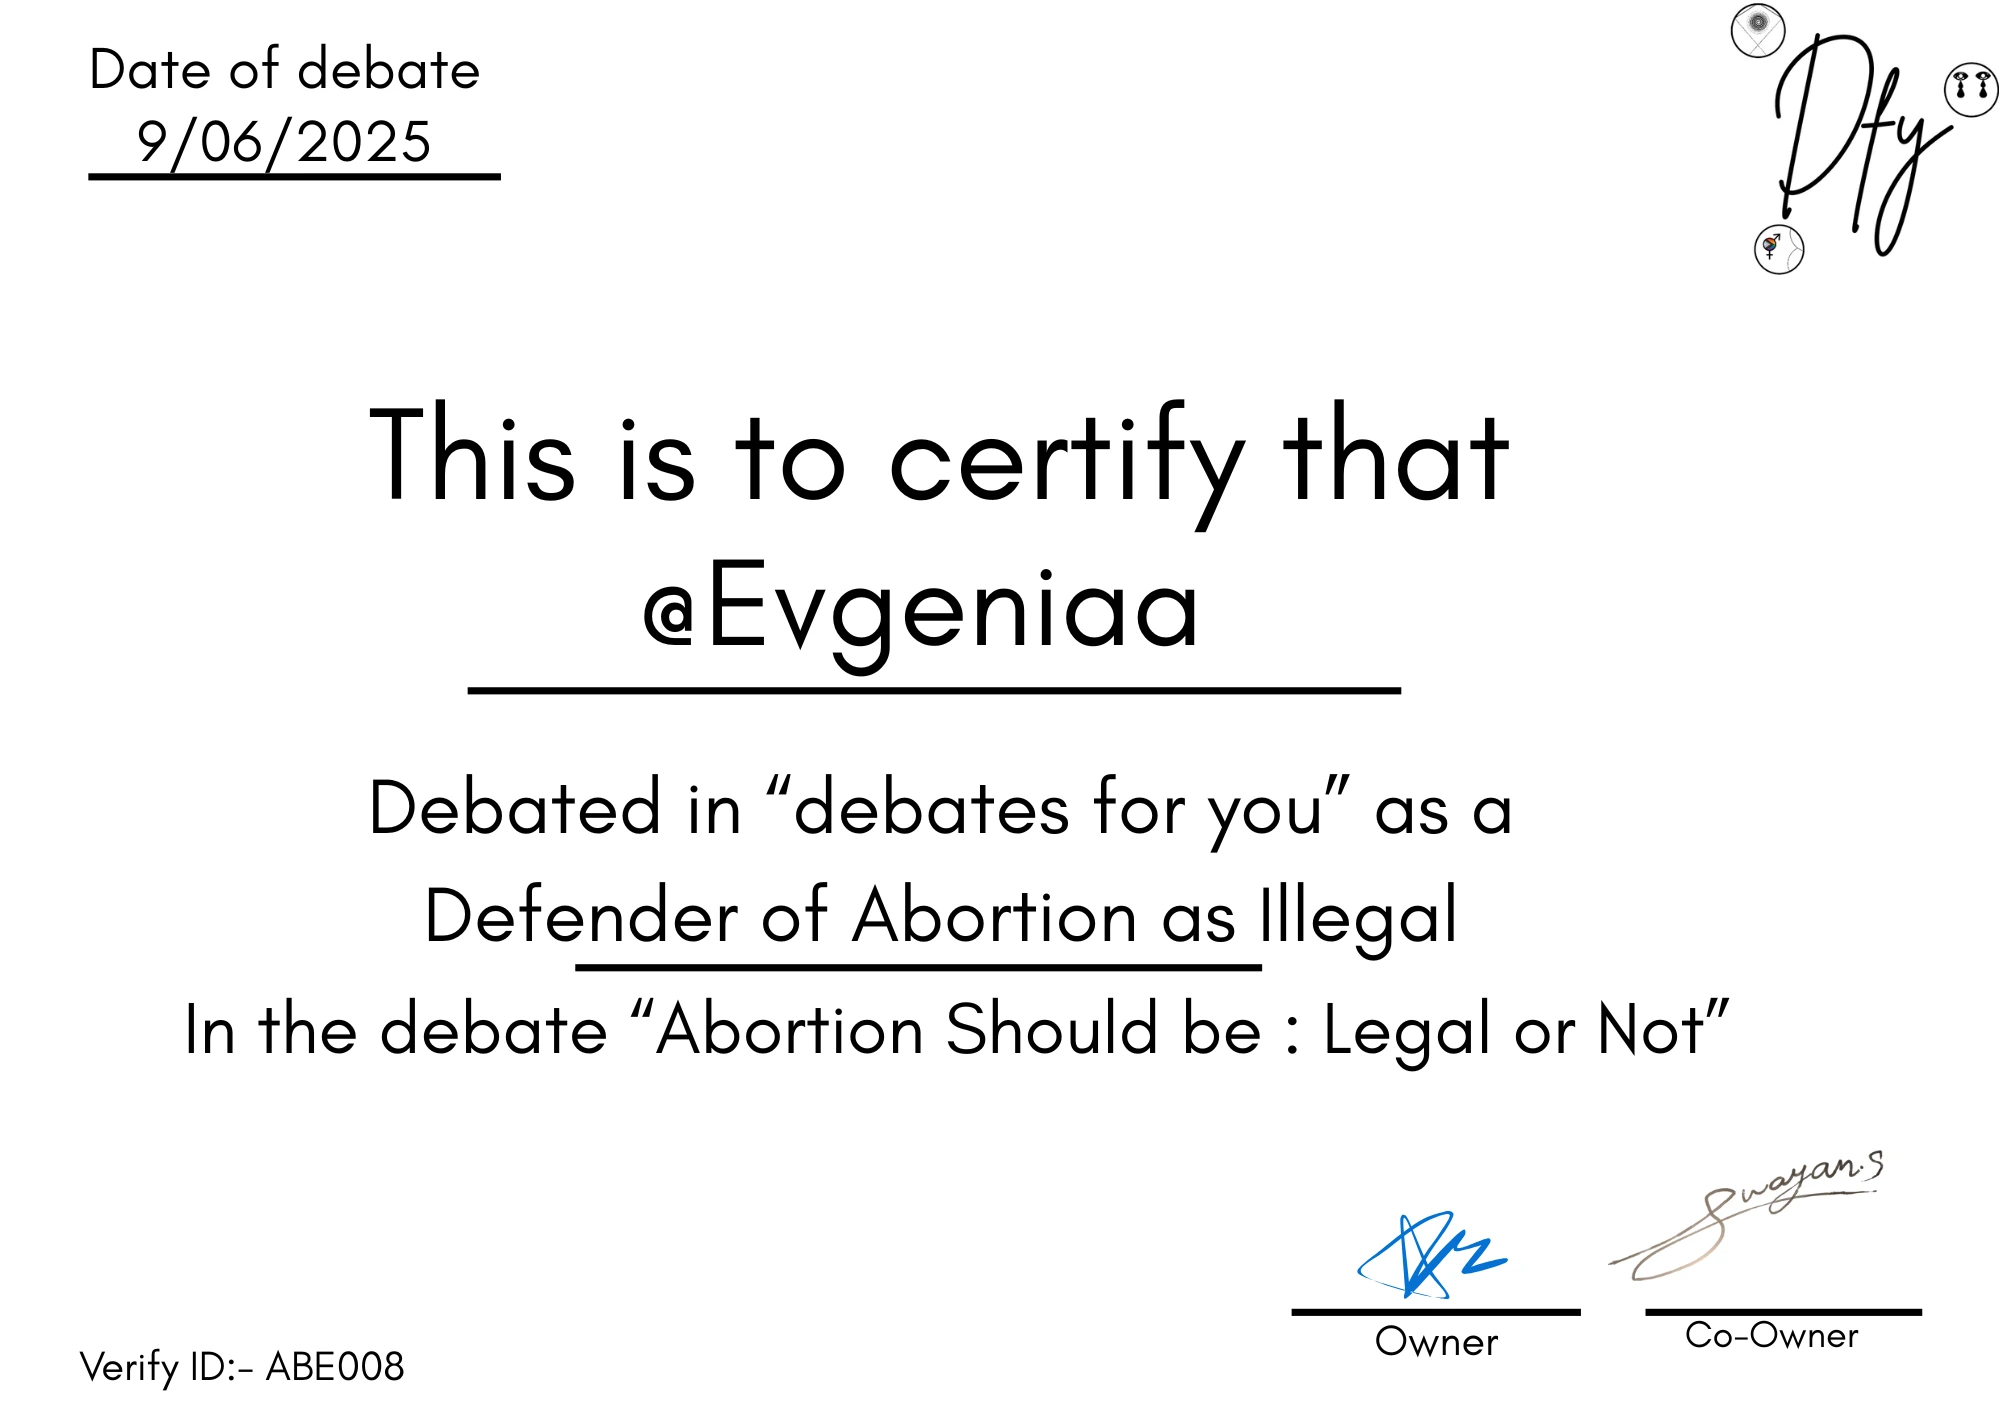 Date of debate
9/06/2025
Dfy
This is to certify that
@Evgeniaa
Debated in “debates for you” as a
Defender of Abortion as Illegal
In the debate “Abortion Should be : Legal or Not”
Swayan.S
Owner
Co-Owner
Verify ID:- ABE008